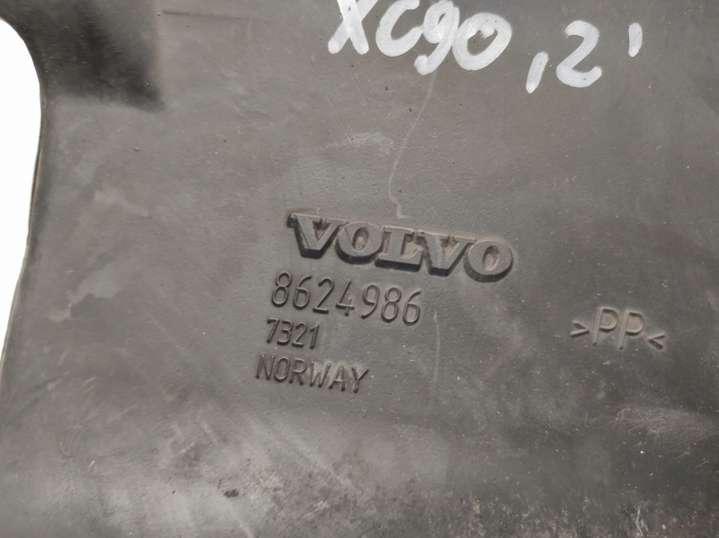 XC90 ,2'
VOLVO
8624986
7321
NORWAY
>PP<